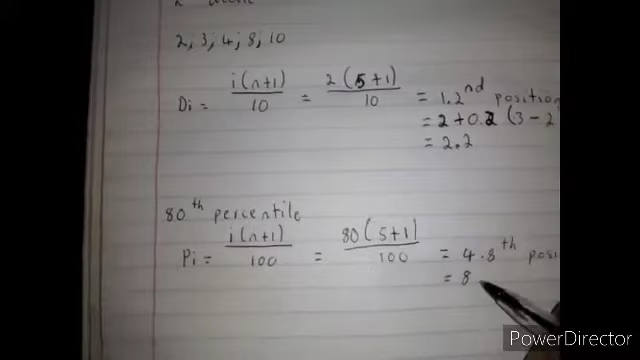 2, 3, 4, 8, 10
Di = i(n+1)/10 = 2(5+1)/10 = 1.2nd position
= 2 + 0.2 (3 - 2
= 2.2
80th percentile
Pi = i(n+1)/100 = 80(5+1)/100 = 4.8th posi
= 8
PowerDirector